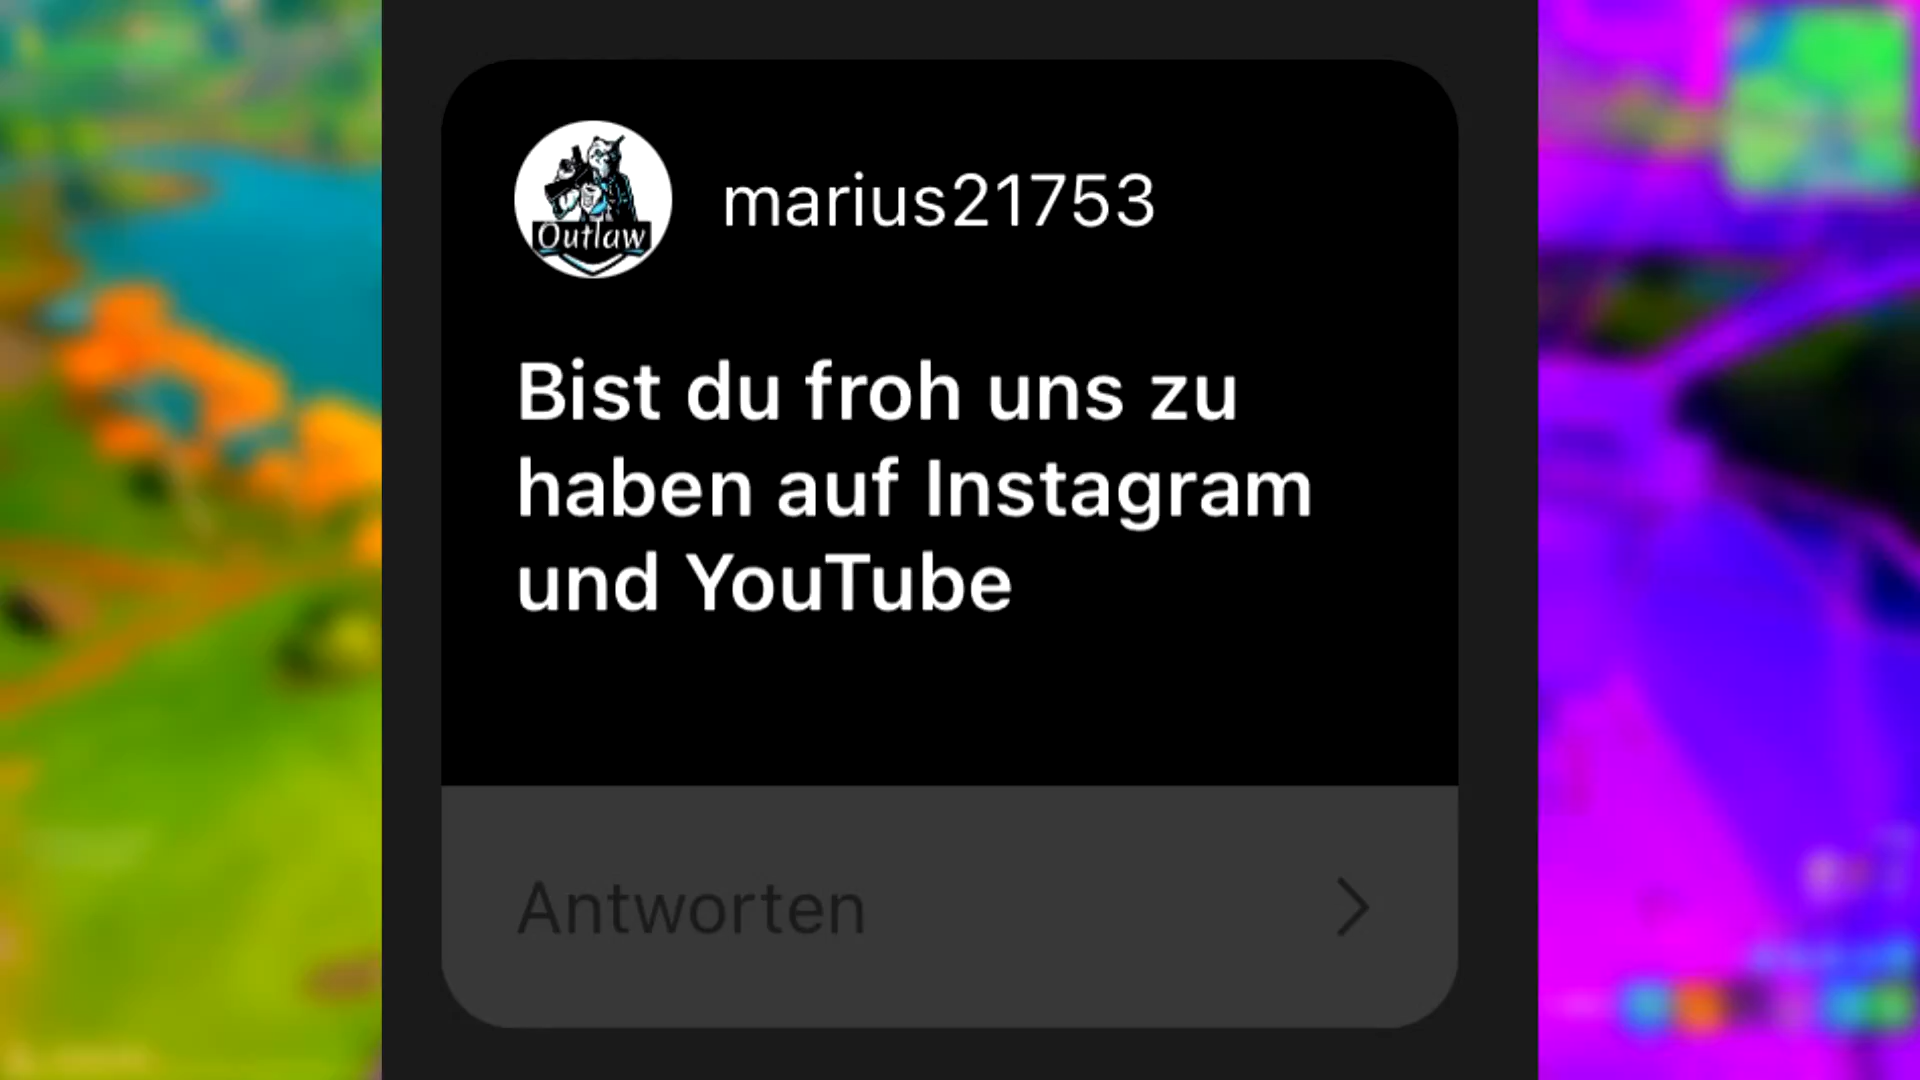 Outlaw
marius21753
Bist du froh uns zu
haben auf Instagram
und YouTube
Antworten